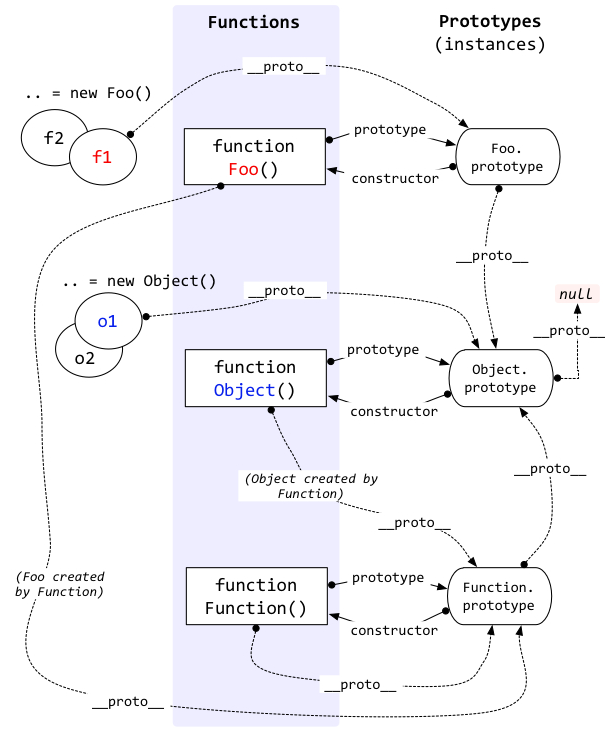 Functions
Prototypes
(instances)
__proto__
.. = new Foo()
f2
f1
function
Foo()
prototype
constructor
Foo.
prototype
__proto__
.. = new Object()
__proto__
null
o1
o2
__proto__
function
Object()
prototype
constructor
Object.
prototype
(Object created by
Function)
__proto__
__proto__
(Foo created
by Function)
function
Function()
prototype
constructor
Function.
prototype
__proto__
__proto__